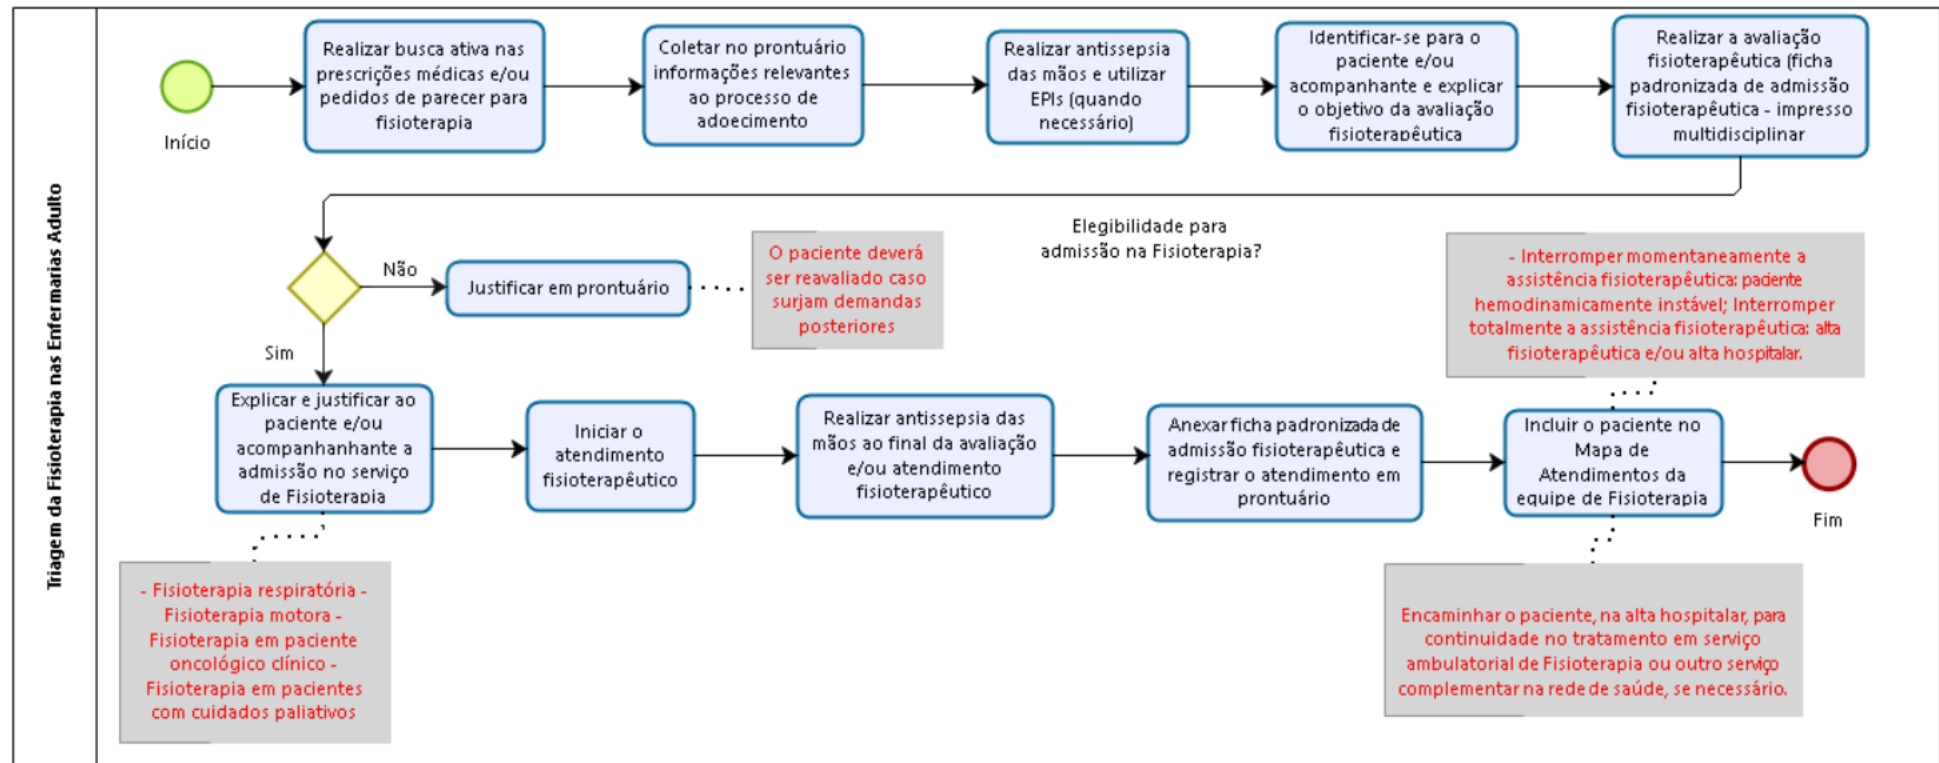 Triagem da Fisioterapia nas Enfermarias Adulto
Início
Realizar busca ativa nas
prescrições médicas e/ou
pedidos de parecer para
fisioterapia
Coletar no prontuário
informações relevantes
ao processo de
adoecimento
Realizar antissepsia
das mãos e utilizar
EPIs (quando
necessário)
Identificar-se para o
paciente e/ou
acompanhante e explicar
o objetivo da avaliação
fisioterapêutica
Realizar a avaliação
fisioterapêutica (ficha
padronizada de admissão
fisioterapêutica - impresso
multidisciplinar
Elegibilidade para
admissão na Fisioterapia?
Não
Justificar em prontuário
O paciente deverá
ser reavaliado caso
surjam demandas
posteriores
- Interromper momentaneamente a
assistência fisioterapêutica: paciente
hemodinamicamente instável; Interromper
totalmente a assistência fisioterapêutica: alta
fisioterapêutica e/ou alta hospitalar.
Sim
Explicar e justificar ao
paciente e/ou
acompanhanhante a
admissão no serviço
de Fisioterapia
Iniciar o
atendimento
fisioterapêutico
Realizar antissepsia das
mãos ao final da avaliação
e/ou atendimento
fisioterapêutico
Anexar ficha padronizada de
admissão fisioterapêutica e
registrar o atendimento em
prontuário
Incluir o paciente no
Mapa de
Atendimentos da
equipe de Fisioterapia
Fim
- Fisioterapia respiratória -
Fisioterapia motora -
Fisioterapia em paciente
oncológico clínico -
Fisioterapia em pacientes
com cuidados paliativos
Encaminhar o paciente, na alta hospitalar, para
continuidade no tratamento em serviço
ambulatorial de Fisioterapia ou outro serviço
complementar na rede de saúde, se necessário.